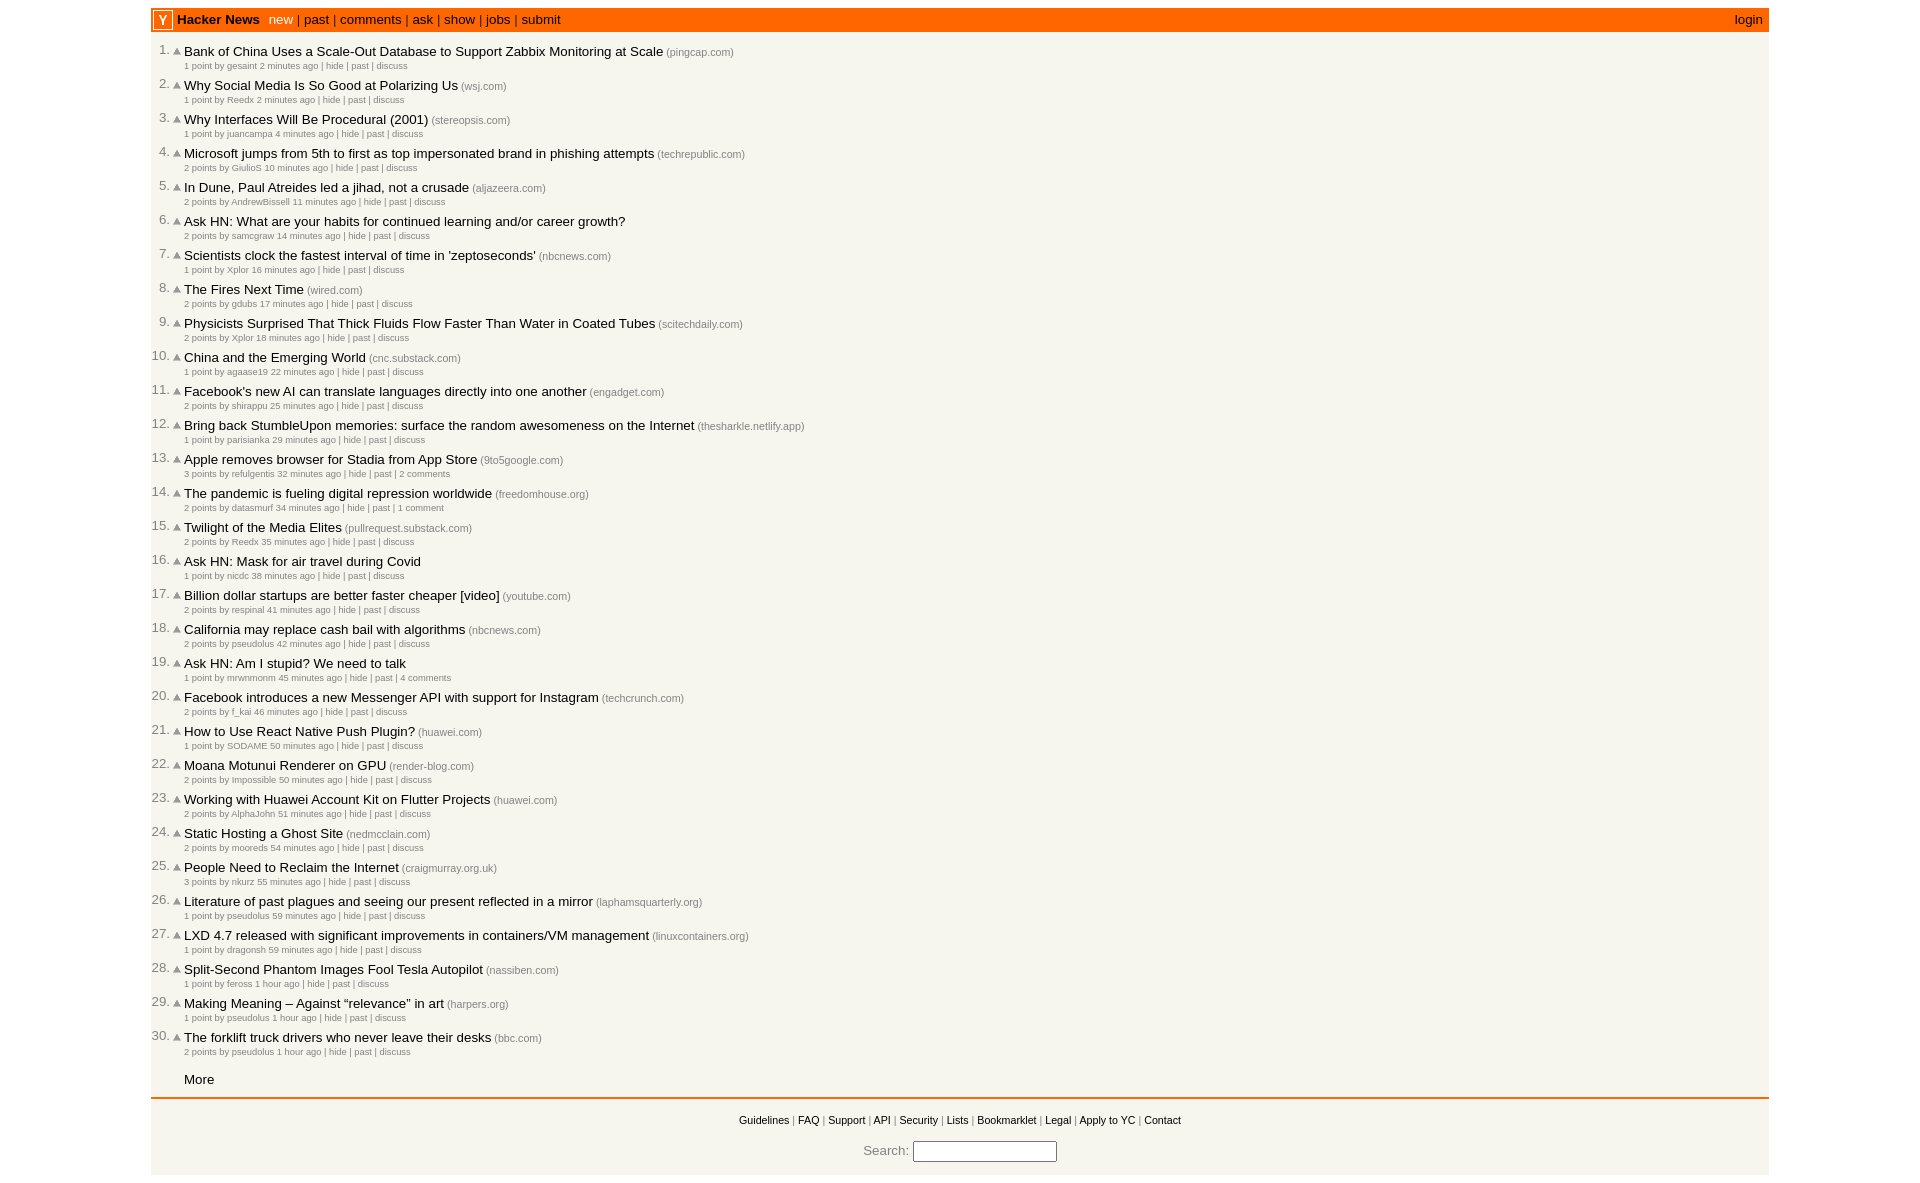 Y Hacker News new | past | comments | ask | show | jobs | submit login
1. Bank of China Uses a Scale-Out Database to Support Zabbix Monitoring at Scale (pingcap.com)
1 point by gesaint 2 minutes ago | hide | past | discuss
2. Why Social Media Is So Good at Polarizing Us (wsj.com)
1 point by Reedx 2 minutes ago | hide | past | discuss
3. Why Interfaces Will Be Procedural (2001) (stereopsis.com)
1 point by juancampa 4 minutes ago | hide | past | discuss
4. Microsoft jumps from 5th to first as top impersonated brand in phishing attempts (techrepublic.com)
2 points by GiulioS 10 minutes ago | hide | past | discuss
5. In Dune, Paul Atreides led a jihad, not a crusade (aljazeera.com)
2 points by AndrewBissell 11 minutes ago | hide | past | discuss
6. Ask HN: What are your habits for continued learning and/or career growth?
2 points by samcgraw 14 minutes ago | hide | past | discuss
7. Scientists clock the fastest interval of time in 'zeptoseconds' (nbcnews.com)
1 point by Xplor 16 minutes ago | hide | past | discuss
8. The Fires Next Time (wired.com)
2 points by gdubs 17 minutes ago | hide | past | discuss
9. Physicists Surprised That Thick Fluids Flow Faster Than Water in Coated Tubes (scitechdaily.com)
2 points by Xplor 18 minutes ago | hide | past | discuss
10. China and the Emerging World (cnc.substack.com)
1 point by agaase19 22 minutes ago | hide | past | discuss
11. Facebook's new AI can translate languages directly into one another (engadget.com)
2 points by shirappu 25 minutes ago | hide | past | discuss
12. Bring back StumbleUpon memories: surface the random awesomeness on the Internet (thesharkle.netlify.app)
1 point by parisianka 29 minutes ago | hide | past | discuss
13. Apple removes browser for Stadia from App Store (9to5google.com)
3 points by refulgentis 32 minutes ago | hide | past | 2 comments
14. The pandemic is fueling digital repression worldwide (freedomhouse.org)
2 points by datasmurf 34 minutes ago | hide | past | 1 comment
15. Twilight of the Media Elites (pullrequest.substack.com)
2 points by Reedx 35 minutes ago | hide | past | discuss
16. Ask HN: Mask for air travel during Covid
1 point by nicdc 38 minutes ago | hide | past | discuss
17. Billion dollar startups are better faster cheaper [video] (youtube.com)
2 points by respinal 41 minutes ago | hide | past | discuss
18. California may replace cash bail with algorithms (nbcnews.com)
2 points by pseudolus 42 minutes ago | hide | past | discuss
19. Ask HN: Am I stupid? We need to talk
1 point by mrwnmonm 45 minutes ago | hide | past | 4 comments
20. Facebook introduces a new Messenger API with support for Instagram (techcrunch.com)
2 points by f_kai 46 minutes ago | hide | past | discuss
21. How to Use React Native Push Plugin? (huawei.com)
1 point by SODAME 50 minutes ago | hide | past | discuss
22. Moana Motunui Renderer on GPU (render-blog.com)
2 points by Impossible 50 minutes ago | hide | past | discuss
23. Working with Huawei Account Kit on Flutter Projects (huawei.com)
2 points by AlphaJohn 51 minutes ago | hide | past | discuss
24. Static Hosting a Ghost Site (nedmcclain.com)
2 points by mooreds 54 minutes ago | hide | past | discuss
25. People Need to Reclaim the Internet (craigmurray.org.uk)
3 points by nkurz 55 minutes ago | hide | past | discuss
26. Literature of past plagues and seeing our present reflected in a mirror (laphamsquarterly.org)
1 point by pseudolus 59 minutes ago | hide | past | discuss
27. LXD 4.7 released with significant improvements in containers/VM management (linuxcontainers.org)
1 point by dragonsh 59 minutes ago | hide | past | discuss
28. Split-Second Phantom Images Fool Tesla Autopilot (nassiben.com)
1 point by feross 1 hour ago | hide | past | discuss
29. Making Meaning – Against “relevance” in art (harpers.org)
1 point by pseudolus 1 hour ago | hide | past | discuss
30. The forklift truck drivers who never leave their desks (bbc.com)
2 points by pseudolus 1 hour ago | hide | past | discuss
More
Guidelines | FAQ | Support | API | Security | Lists | Bookmarklet | Legal | Apply to YC | Contact
Search: